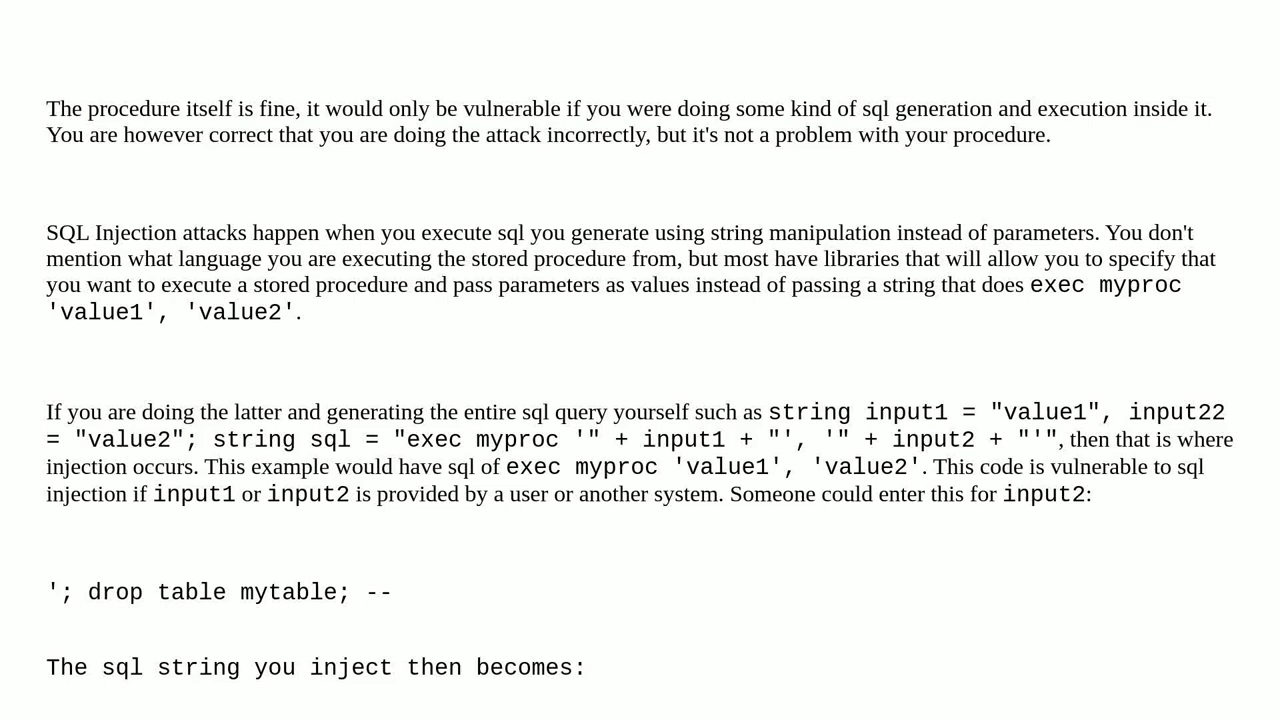 The procedure itself is fine, it would only be vulnerable if you were doing some kind of sql generation and execution inside it.
You are however correct that you are doing the attack incorrectly, but it's not a problem with your procedure.
SQL Injection attacks happen when you execute sql you generate using string manipulation instead of parameters. You don't
mention what language you are executing the stored procedure from, but most have libraries that will allow you to specify that
you want to execute a stored procedure and pass parameters as values instead of passing a string that does exec myproc
'value1', 'value2'.
If you are doing the latter and generating the entire sql query yourself such as string input1 = "value1", input22
= "value2"; string sql = "exec myproc '" + input1 + "', '" + input2 + "'", then that is where
injection occurs. This example would have sql of exec myproc 'value1', 'value2'. This code is vulnerable to sql
injection if input1 or input2 is provided by a user or another system. Someone could enter this for input2:
'; drop table mytable; --
The sql string you inject then becomes: